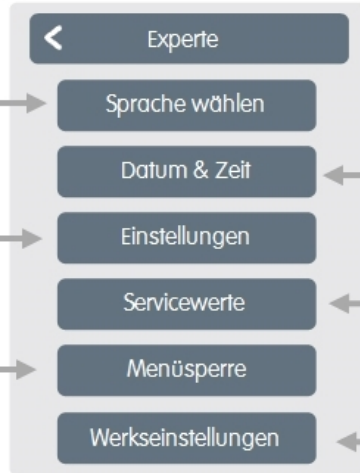 Experte
Sprache wählen
Datum & Zeit
Einstellungen
Servicewerte
Menüsperre
Werkseinstellungen